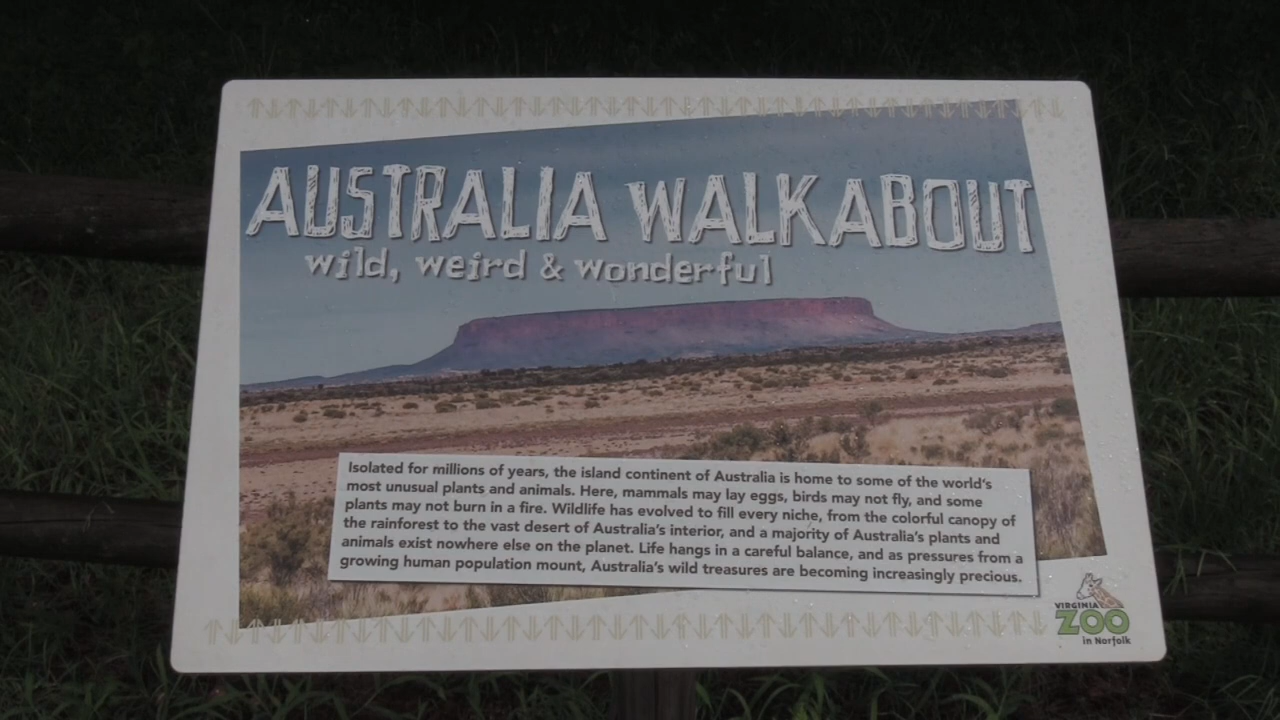 AUSTRALIA WALKABOUT
wild, weird & wonderful
Isolated for millions of years, the island continent of Australia is home to some of the world's
most unusual plants and animals. Here, mammals may lay eggs, birds may not fly, and some
plants may not burn in a fire. Wildlife has evolved to fill every niche, from the colorful canopy of
the rainforest to the vast desert of Australia's interior, and a majority of Australia's plants and
animals exist nowhere else on the planet. Life hangs in a careful balance, and as pressures from a
growing human population mount, Australia's wild treasures are becoming increasingly precious.
VIRGINIA
ZOO
in Norfolk